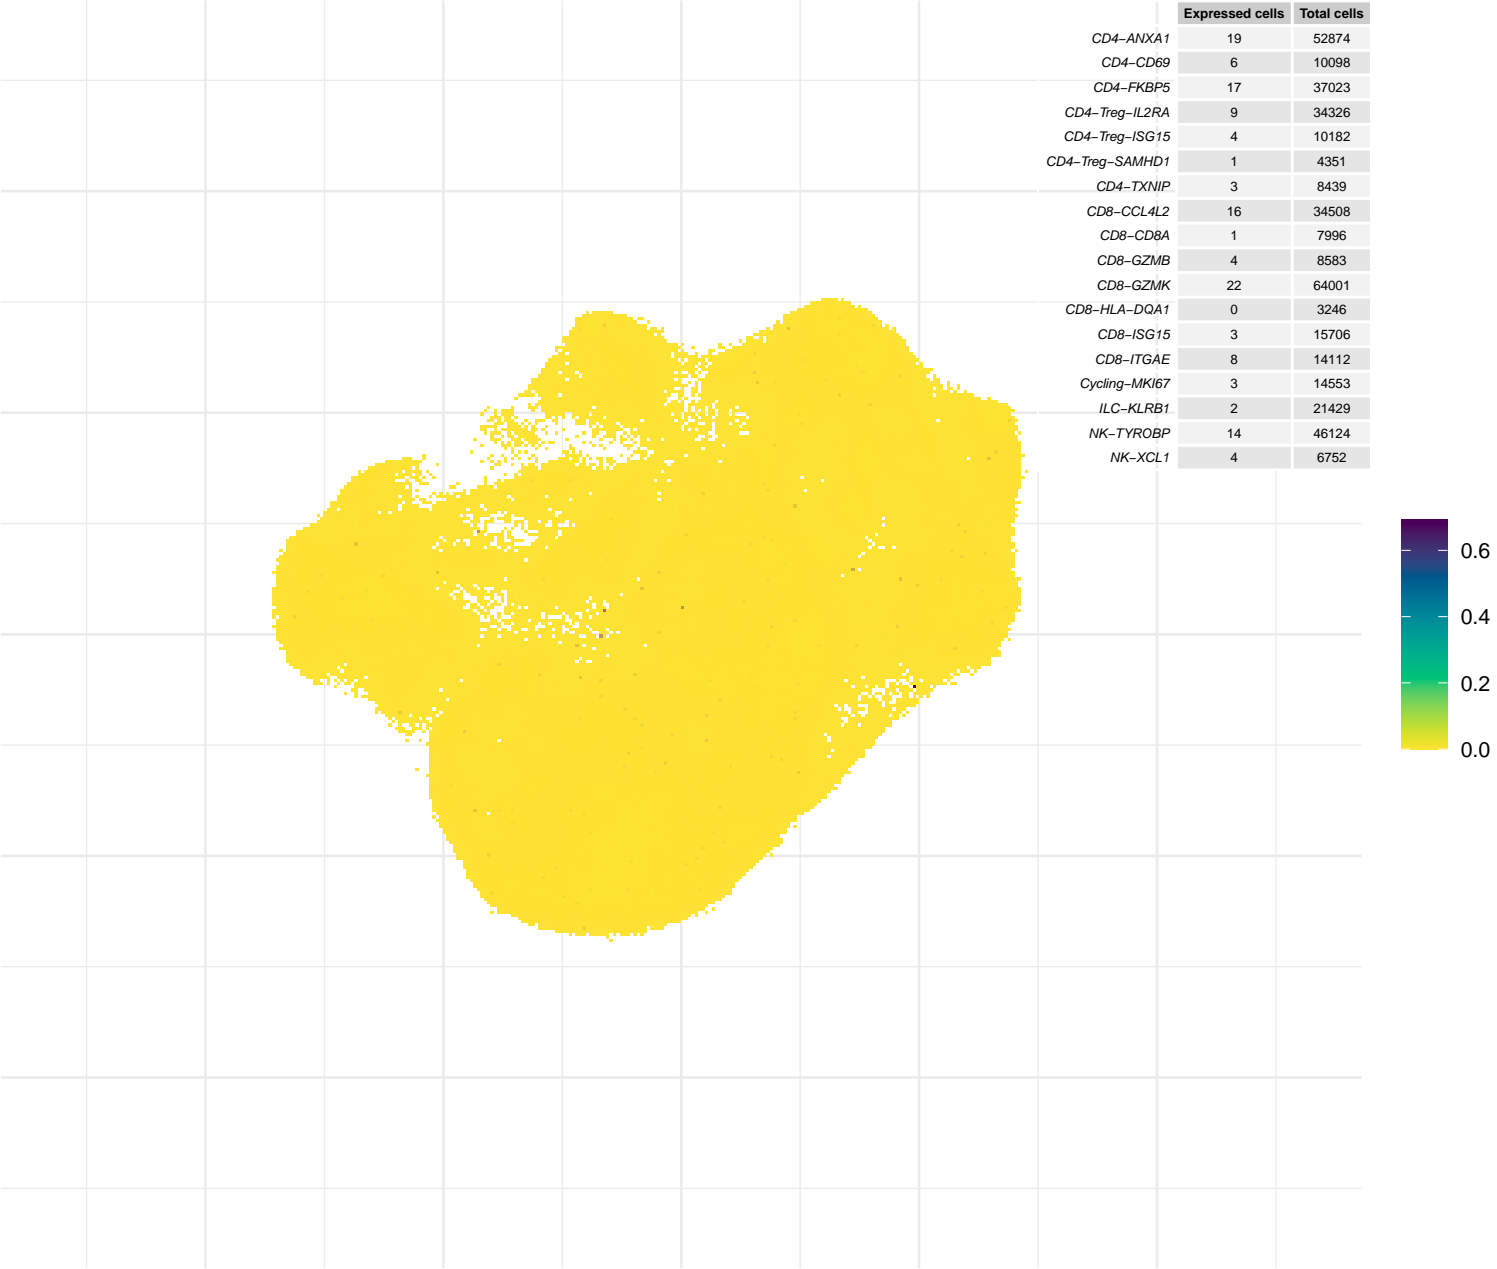 Expressed cells Total cells
CD4−ANXA1 19 52874
CD4−CD69 6 10098
CD4−FKBP5 17 37023
CD4−Treg−IL2RA 9 34326
CD4−Treg−ISG15 4 10182
CD4−Treg−SAMHD1 1 4351
CD4−TXNIP 3 8439
CD8−CCL4L2 16 34508
CD8−CD8A 1 7996
CD8−GZMB 4 8583
CD8−GZMK 22 64001
CD8−HLA−DQA1 0 3246
CD8−ISG15 3 15706
CD8−ITGAE 8 14112
Cycling−MKI67 3 14553
ILC−KLRB1 2 21429
NK−TYROBP 14 46124
NK−XCL1 4 6752
0.6
0.4
0.2
0.0